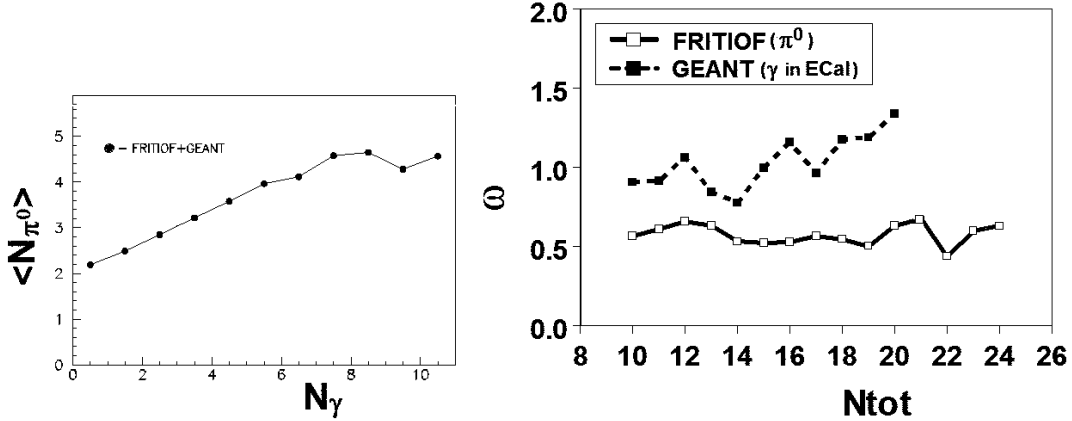 <Nπ⁰>
5
4
3
2
1
0
● – FRITIOF+GEANT
0 2 4 6 8 10
Nγ
ω
2.0
1.5
1.0
0.5
0.0
FRITIOF (π⁰)
GEANT (γ in ECal)
8 10 12 14 16 18 20 22 24 26
Ntot